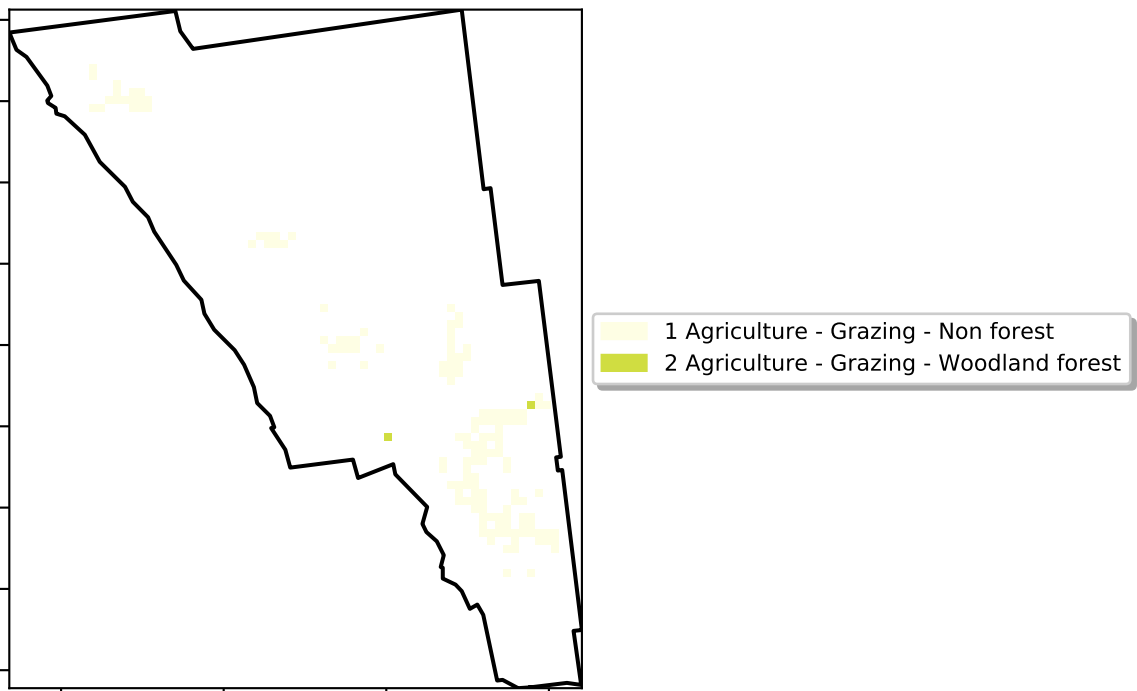 1 Agriculture - Grazing - Non forest
2 Agriculture - Grazing - Woodland forest